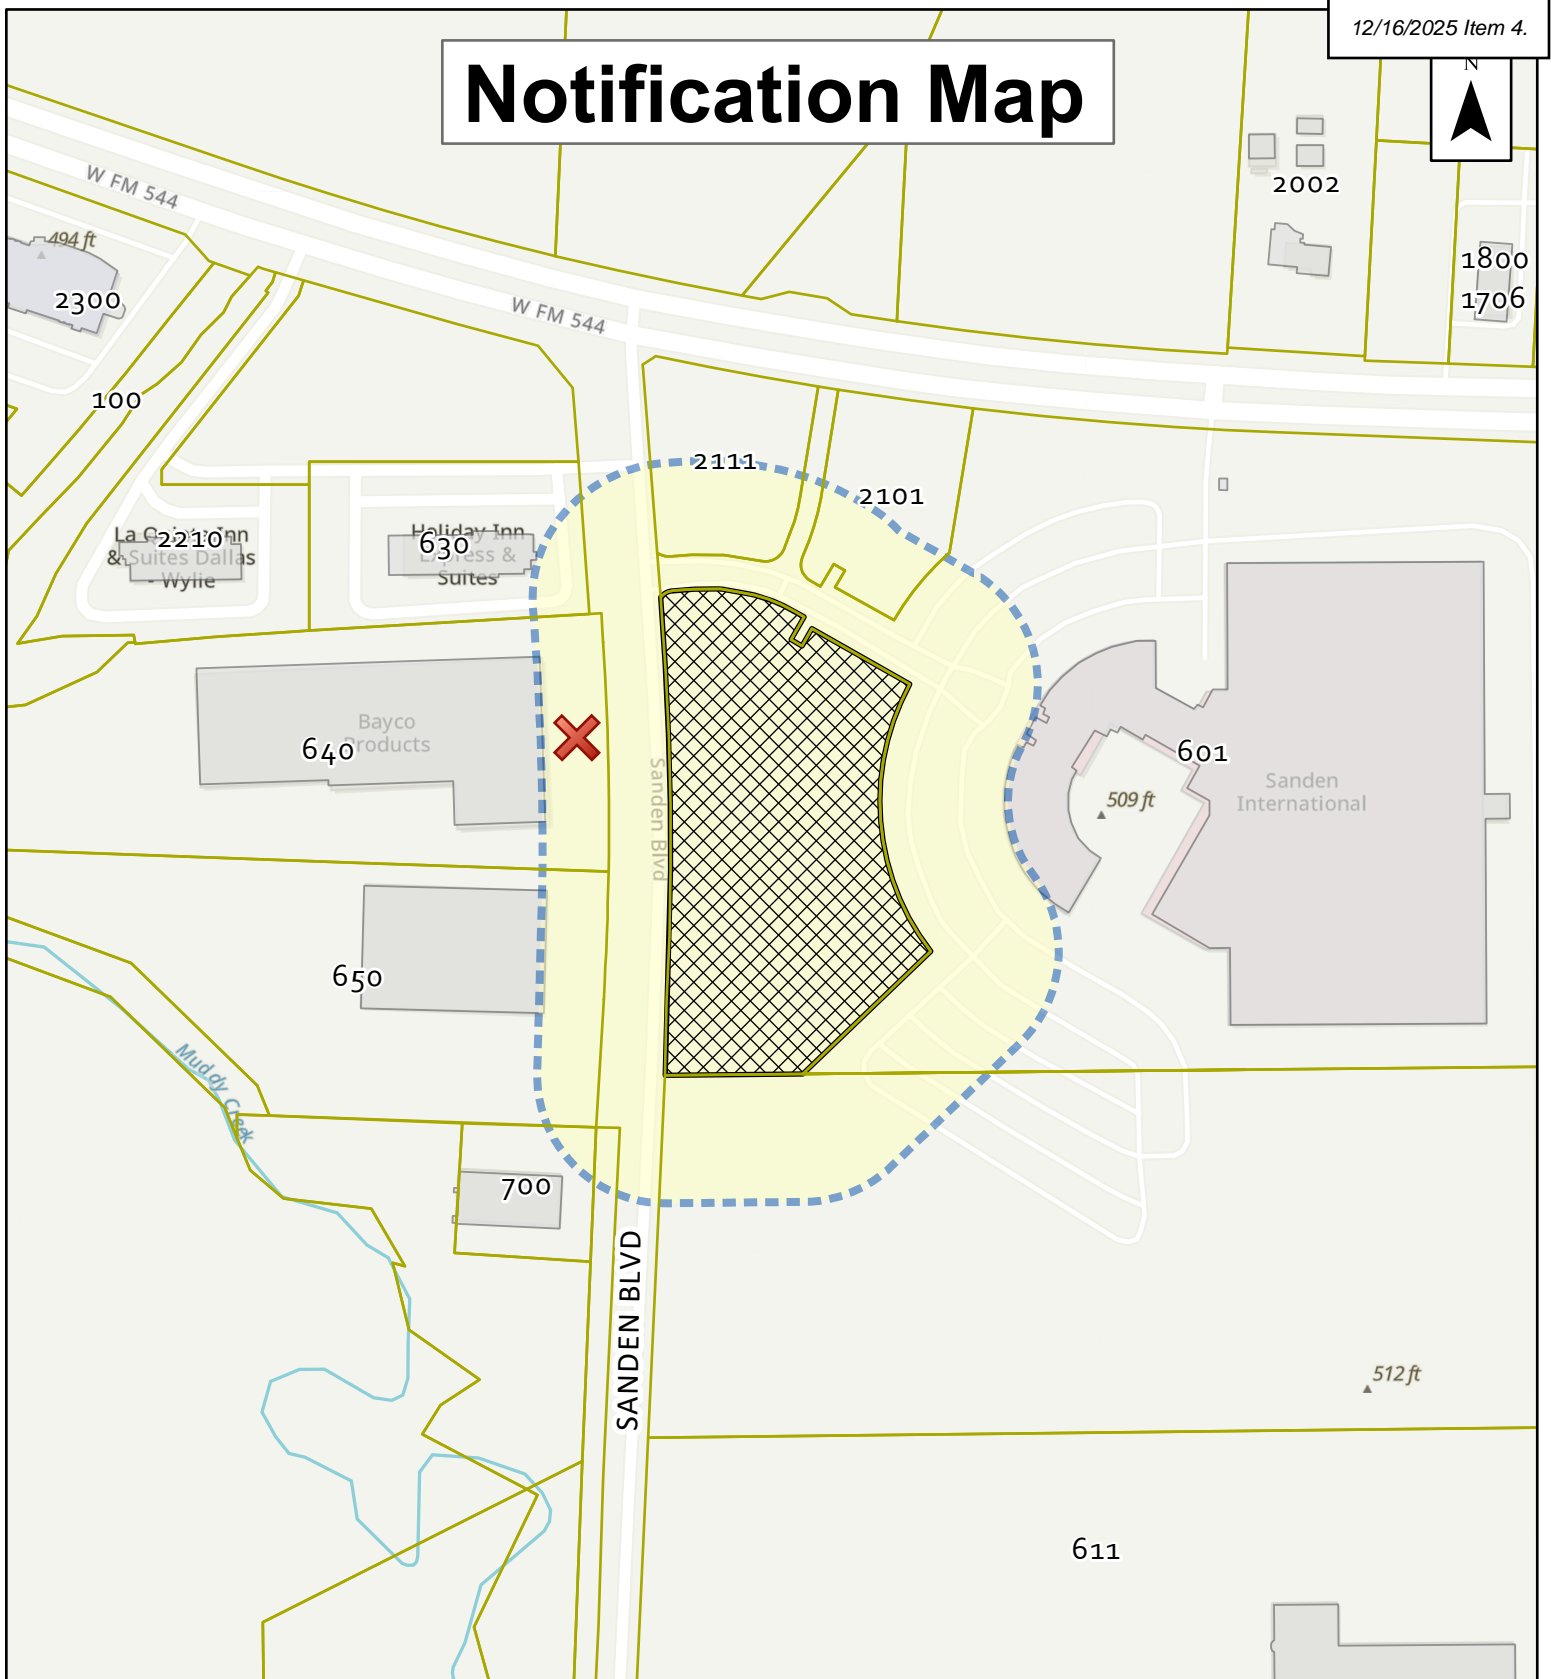 12/16/2025 Item 4.
N
Notification Map
W FM 544
2002
494 ft
2300
1800
1706
W FM 544
100
2111
2101
La Quinta Inn
& Suites Dallas
- Wylie
2210
Holiday Inn
Express &
Suites
630
Bayco
Products
640
Sanden Blvd
601
Sanden
International
509 ft
650
Muddy Creek
700
SANDEN BLVD
512 ft
611